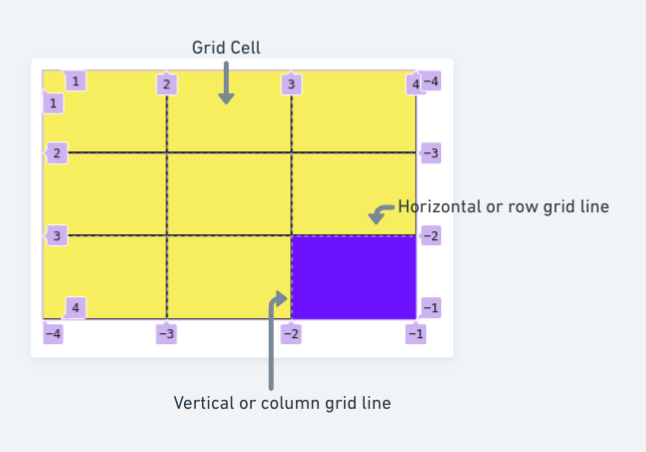 Grid Cell
1 2 3 4 −4
1
2 −3
Horizontal or row grid line
3 −2
4 −1
−4 −3 −2 −1
Vertical or column grid line